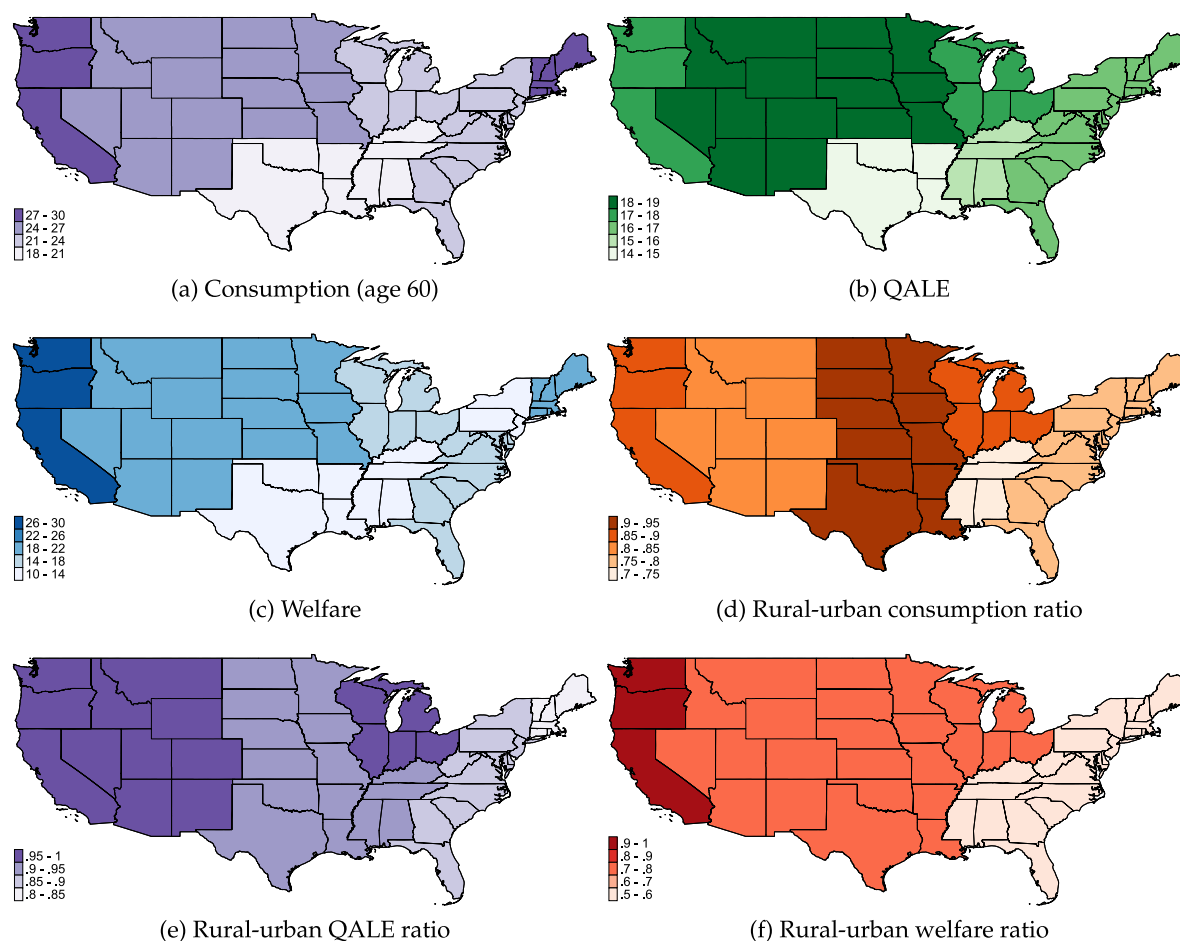 27 - 30
24 - 27
21 - 24
18 - 21
(a) Consumption (age 60)
18 - 19
17 - 18
16 - 17
15 - 16
14 - 15
(b) QALE
26 - 30
22 - 26
18 - 22
14 - 18
10 - 14
(c) Welfare
.9 - .95
.85 - .9
.8 - .85
.75 - .8
.7 - .75
(d) Rural-urban consumption ratio
.95 - 1
.9 - .95
.85 - .9
.8 - .85
(e) Rural-urban QALE ratio
.9 - 1
.8 - .9
.7 - .8
.6 - .7
.5 - .6
(f) Rural-urban welfare ratio